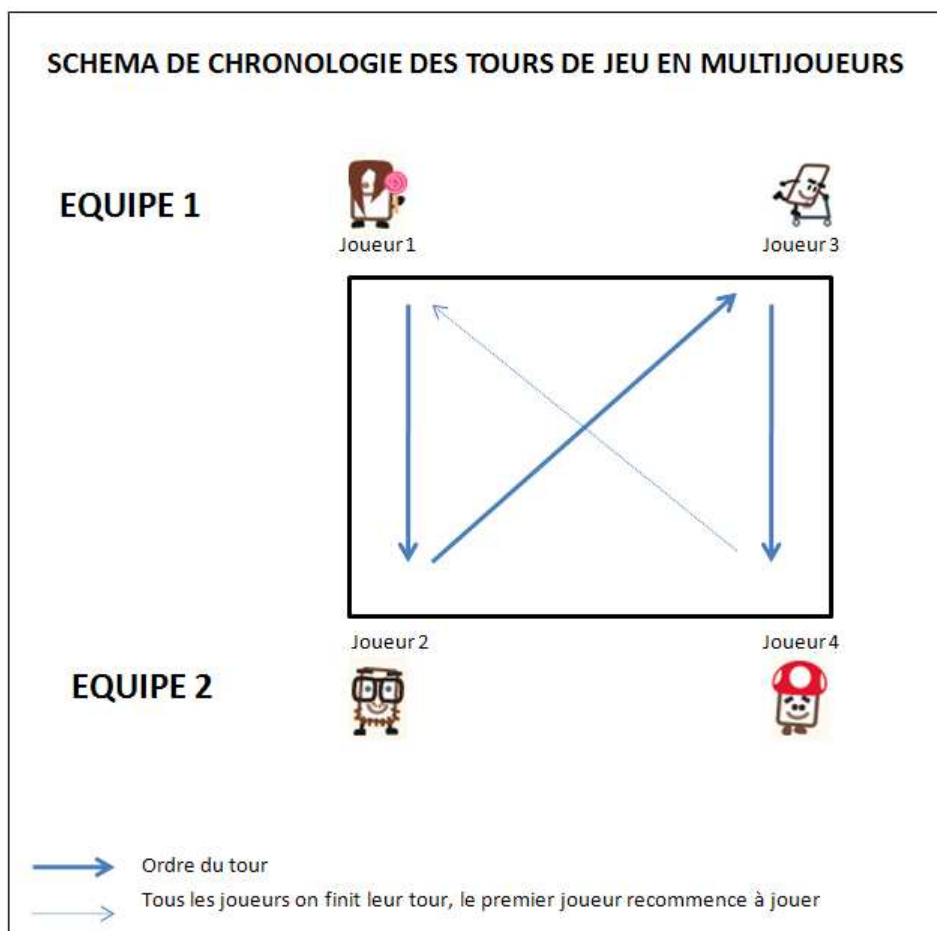 SCHEMA DE CHRONOLOGIE DES TOURS DE JEU EN MULTIJOUEURS
EQUIPE 1
Joueur 1
Joueur 3
Joueur 2
Joueur 4
EQUIPE 2
Ordre du tour
Tous les joueurs on finit leur tour, le premier joueur recommence à jouer